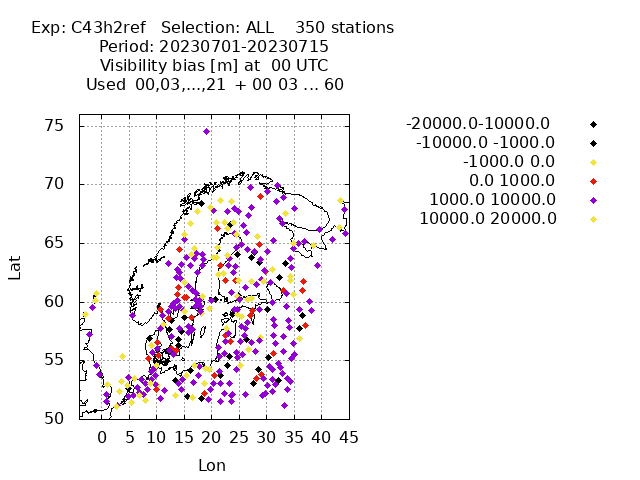 Exp: C43h2ref   Selection: ALL    350 stations
Period: 20230701-20230715
Visibility bias [m] at  00 UTC
Used  00,03,...,21  + 00 03 ... 60
-20000.0-10000.0
-10000.0 -1000.0
-1000.0 0.0
0.0 1000.0
1000.0 10000.0
10000.0 20000.0
75
70
65
60
55
50
Lat
0 5 10 15 20 25 30 35 40 45
Lon